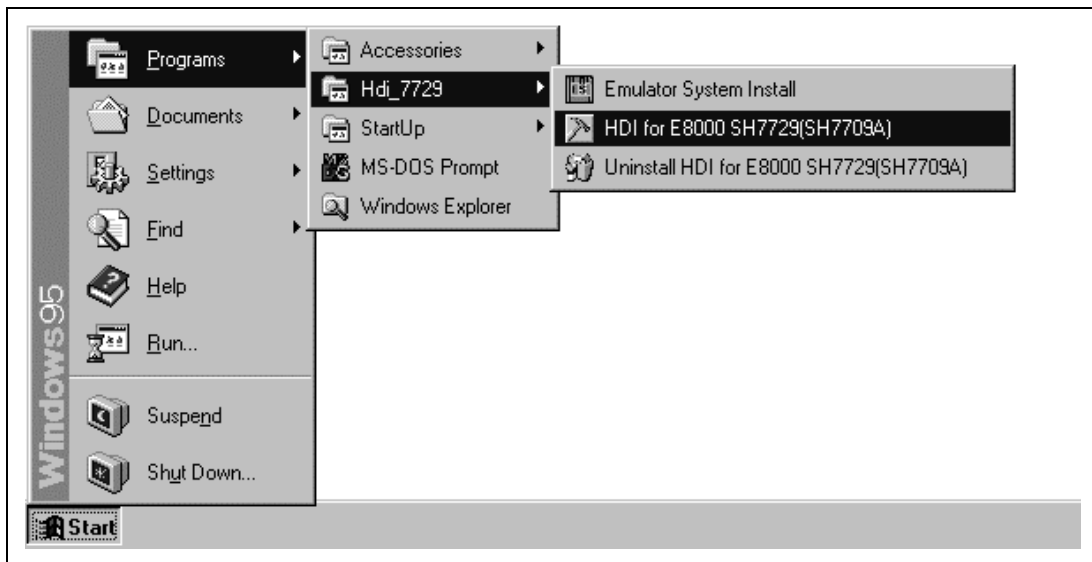 Programs
Documents
Settings
Find
Help
Run...
Suspend
Shut Down...
Windows95
Start
Accessories
Hdi_7729
StartUp
MS-DOS Prompt
Windows Explorer
Emulator System Install
HDI for E8000 SH7729(SH7709A)
Uninstall HDI for E8000 SH7729(SH7709A)